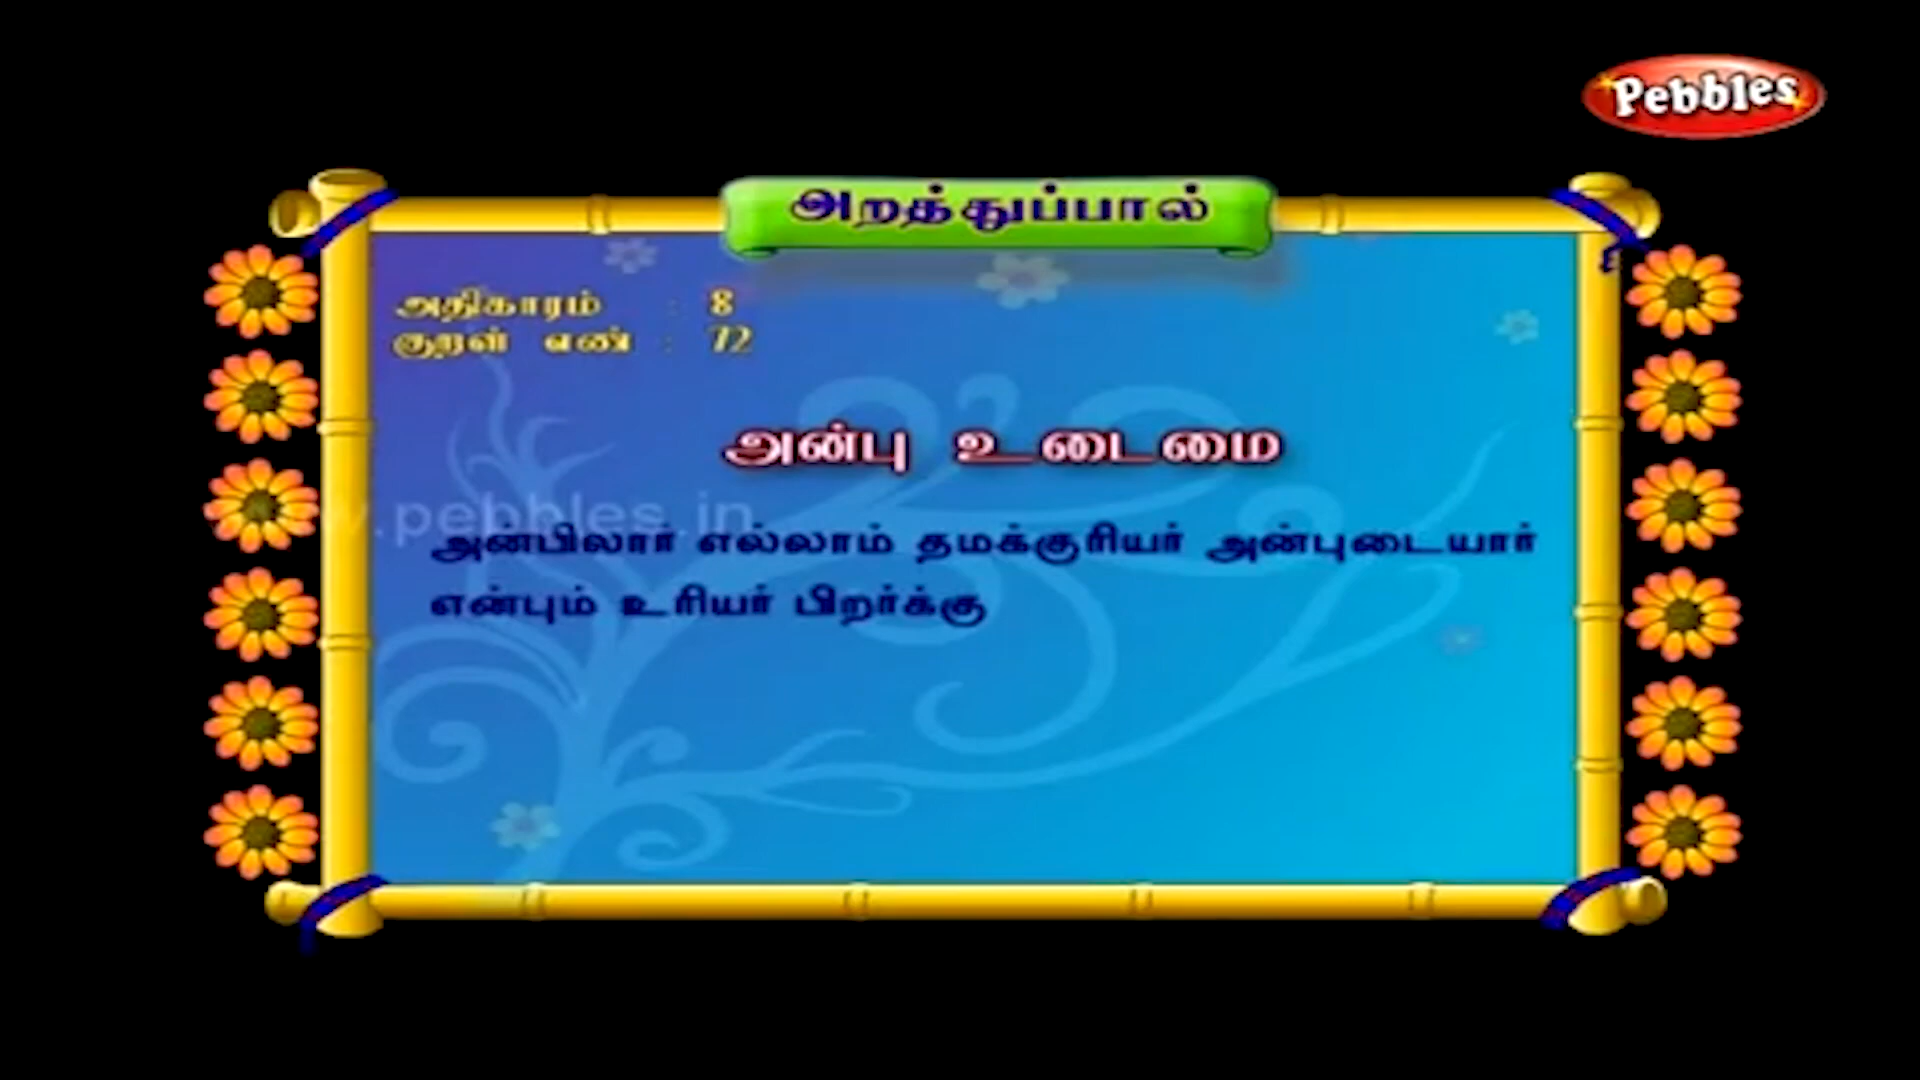 Pebbles
அறத்துப்பால்
அதிகாரம் : 8
குறள் எண் : 72
அன்பு உடைமை
www.pebbles.in
அன்பிலார் எல்லாம் தமக்குரியர் அன்புடையார்
என்பும் உரியர் பிறர்க்கு